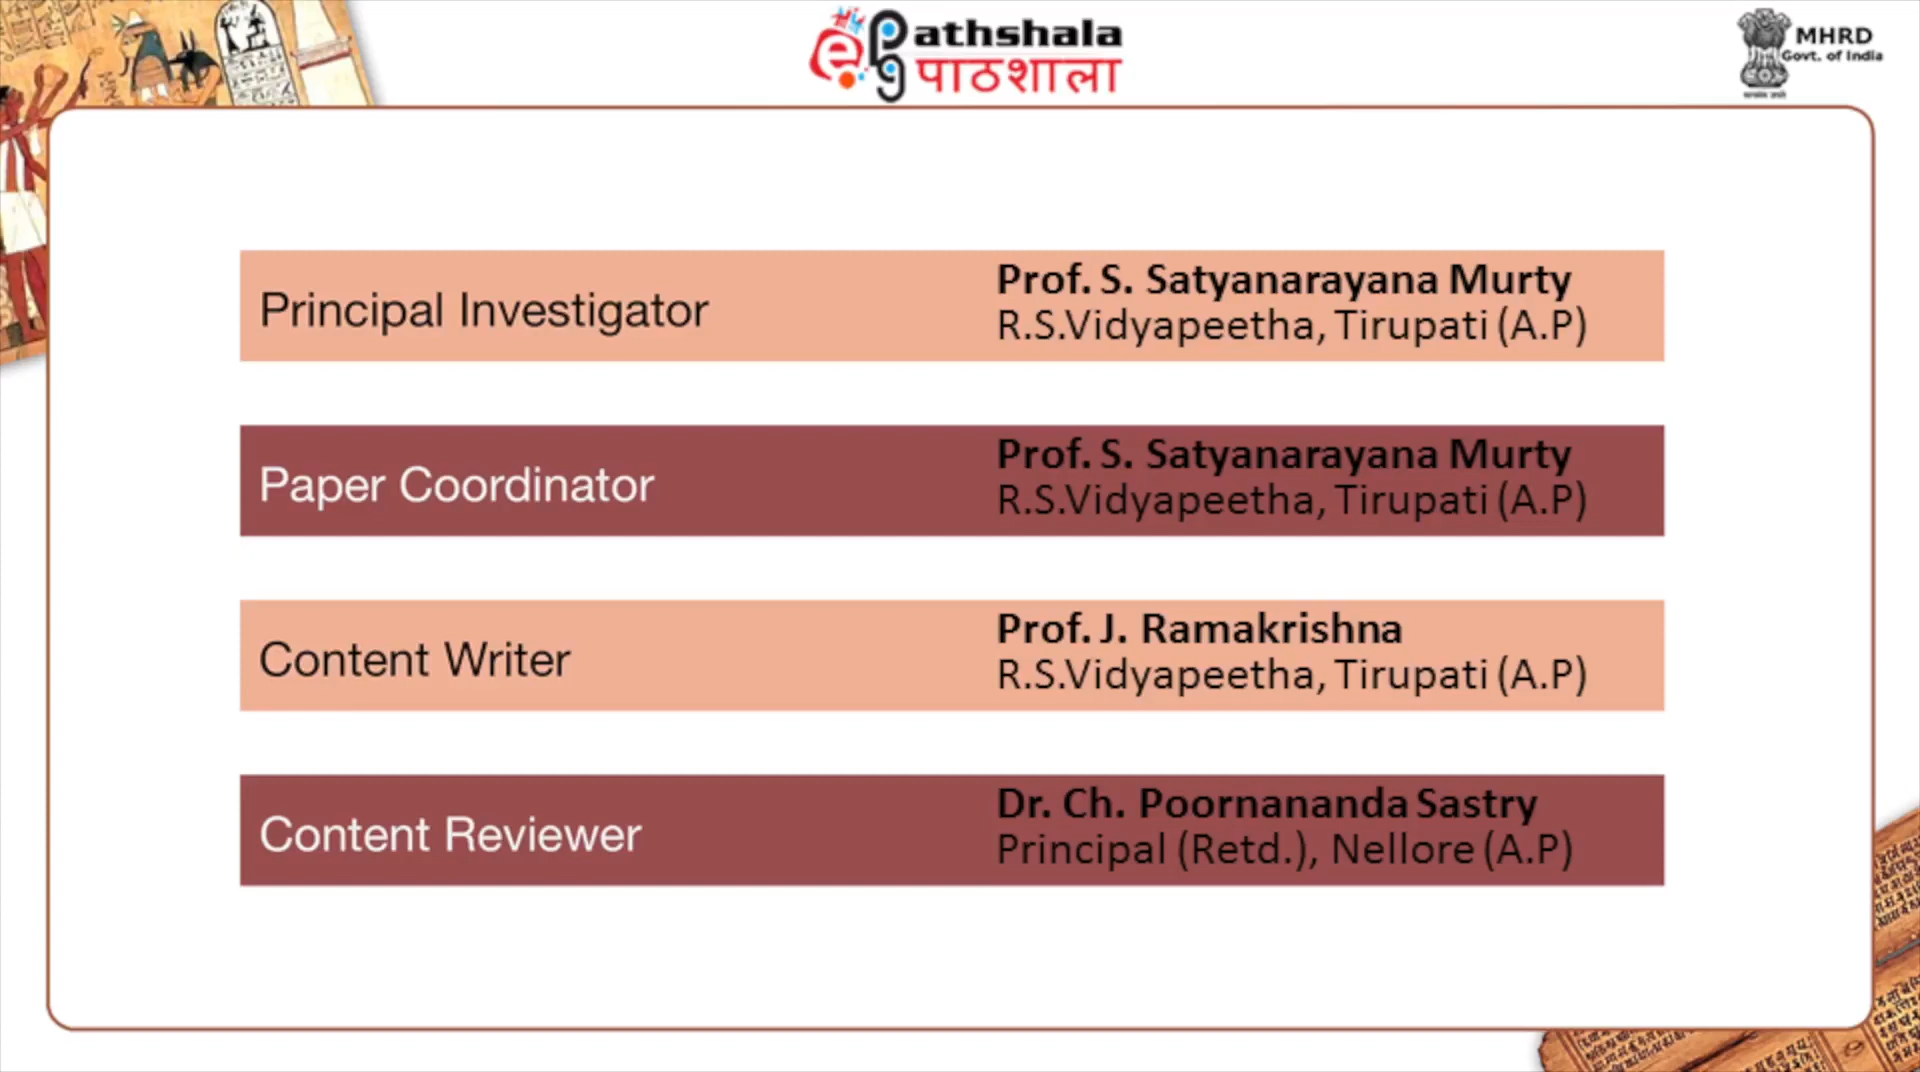 ePathshala
पाठशाला
MHRD
Govt. of India
Principal Investigator
Prof. S. Satyanarayana Murty
R.S.Vidyapeetha, Tirupati (A.P)
Paper Coordinator
Prof. S. Satyanarayana Murty
R.S.Vidyapeetha, Tirupati (A.P)
Content Writer
Prof. J. Ramakrishna
R.S.Vidyapeetha, Tirupati (A.P)
Content Reviewer
Dr. Ch. Poornananda Sastry
Principal (Retd.), Nellore (A.P)